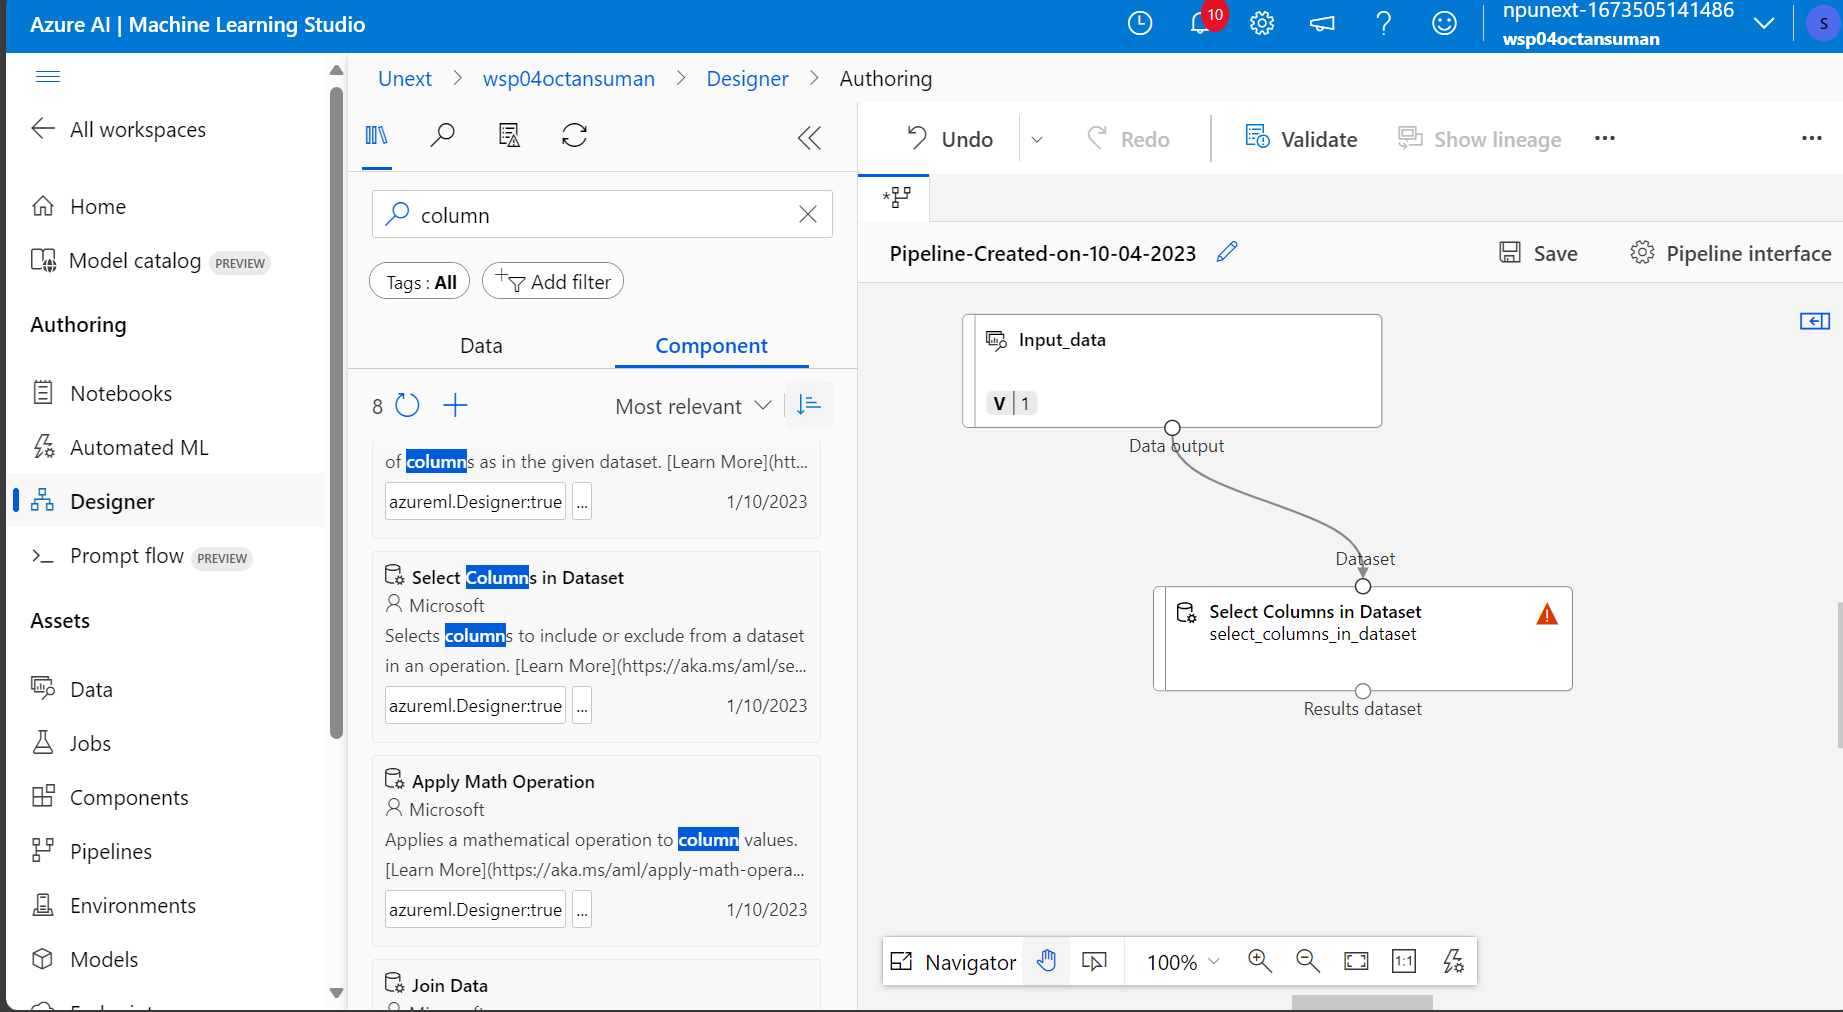 Azure AI | Machine Learning Studio
10
npunext-1673505141486
wsp04octansuman
S
All workspaces
Home
Model catalog PREVIEW
Authoring
Notebooks
Automated ML
Designer
Prompt flow PREVIEW
Assets
Data
Jobs
Components
Pipelines
Environments
Models
Unext > wsp04octansuman > Designer > Authoring
column
Tags : All
Add filter
Data
Component
8
Most relevant
of columns as in the given dataset. [Learn More](htt...
azureml.Designer:true ... 1/10/2023
Select Columns in Dataset
Microsoft
Selects columns to include or exclude from a dataset
in an operation. [Learn More](https://aka.ms/aml/se...
azureml.Designer:true ... 1/10/2023
Apply Math Operation
Microsoft
Applies a mathematical operation to column values.
[Learn More](https://aka.ms/aml/apply-math-opera...
azureml.Designer:true ... 1/10/2023
Join Data
Undo
Redo
Validate
Show lineage
...
...
Pipeline-Created-on-10-04-2023
Save
Pipeline interface
Input_data
V | 1
Data output
Dataset
Select Columns in Dataset
select_columns_in_dataset
Results dataset
Navigator
100%
1:1